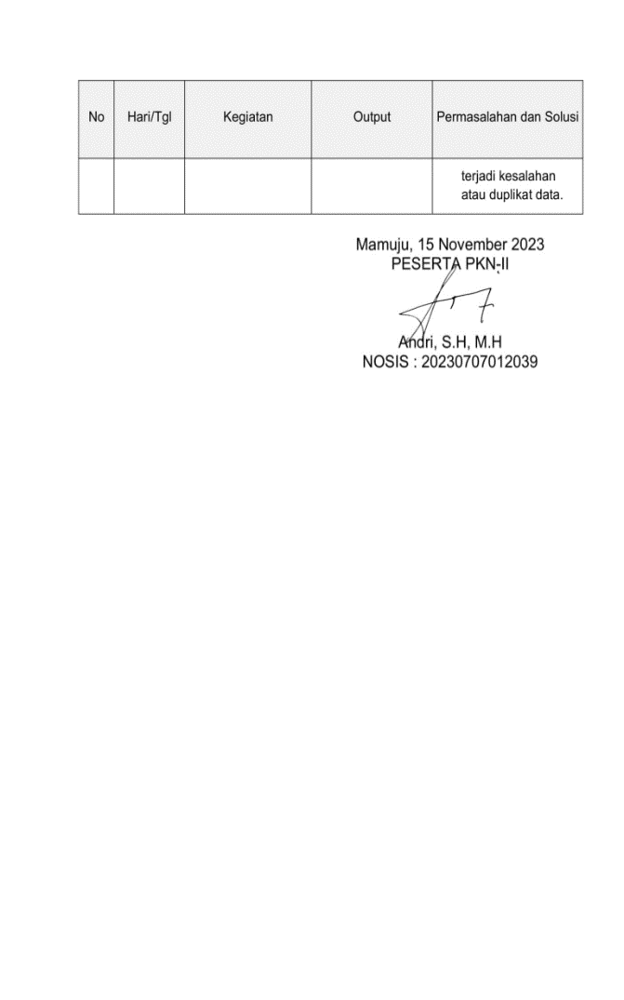 No Hari/Tgl Kegiatan Output Permasalahan dan Solusi
terjadi kesalahan
atau duplikat data.
Mamuju, 15 November 2023
PESERTA PKN-II
Andri, S.H, M.H
NOSIS : 20230707012039